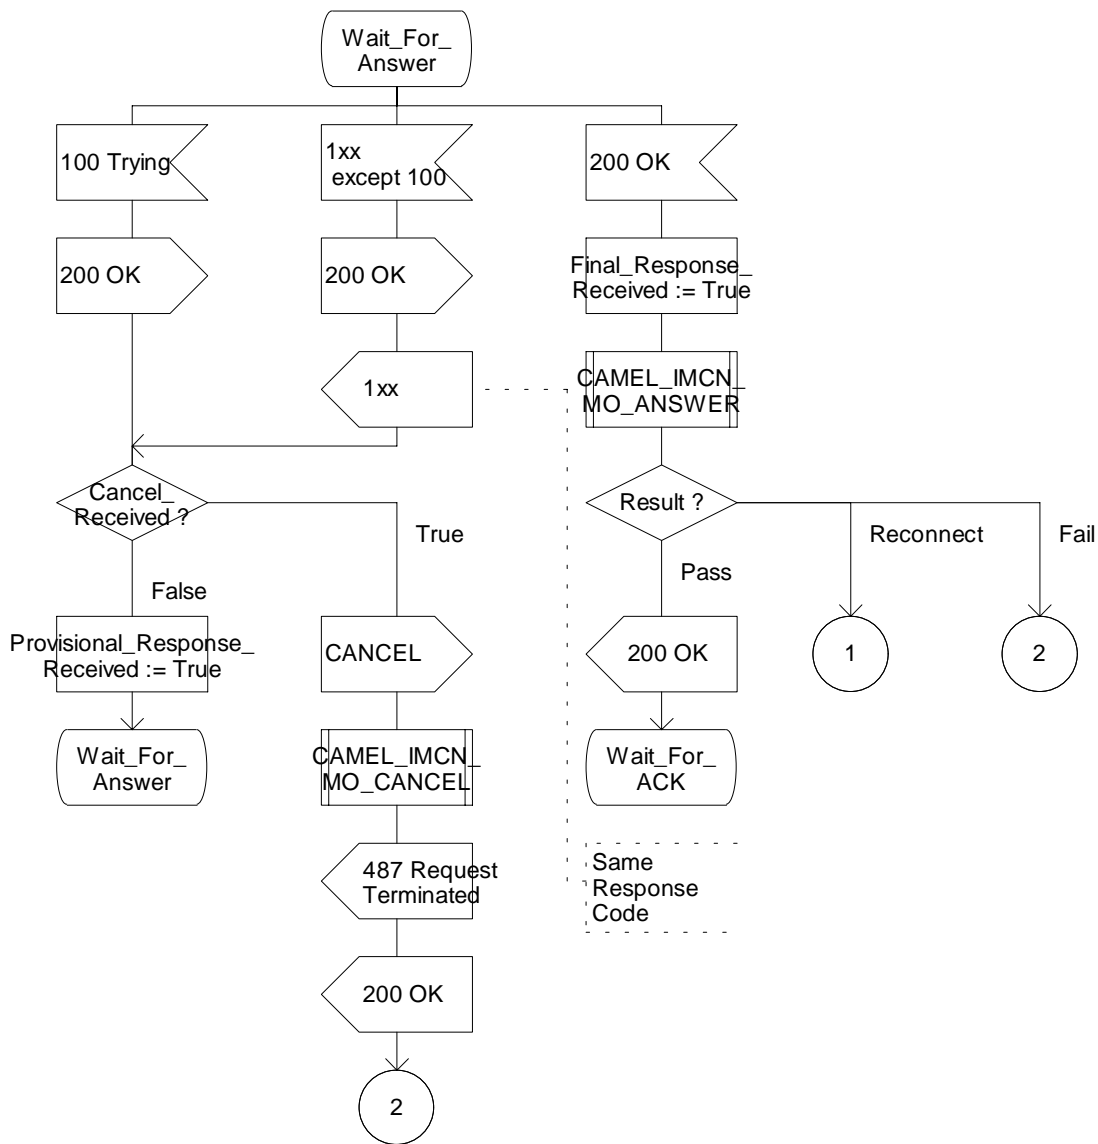 Wait_For_
Answer
100 Trying
1xx
except 100
200 OK
200 OK
200 OK
Final_Response_
Received := True
1xx
CAMEL_IMCN_
MO_ANSWER
Cancel_
Received ?
Result ?
True
Reconnect
Fail
Pass
False
Provisional_Response_
Received := True
CANCEL
200 OK
1
2
Wait_For_
Answer
CAMEL_IMCN_
MO_CANCEL
Wait_For_
ACK
487 Request
Terminated
Same
Response
Code
200 OK
2